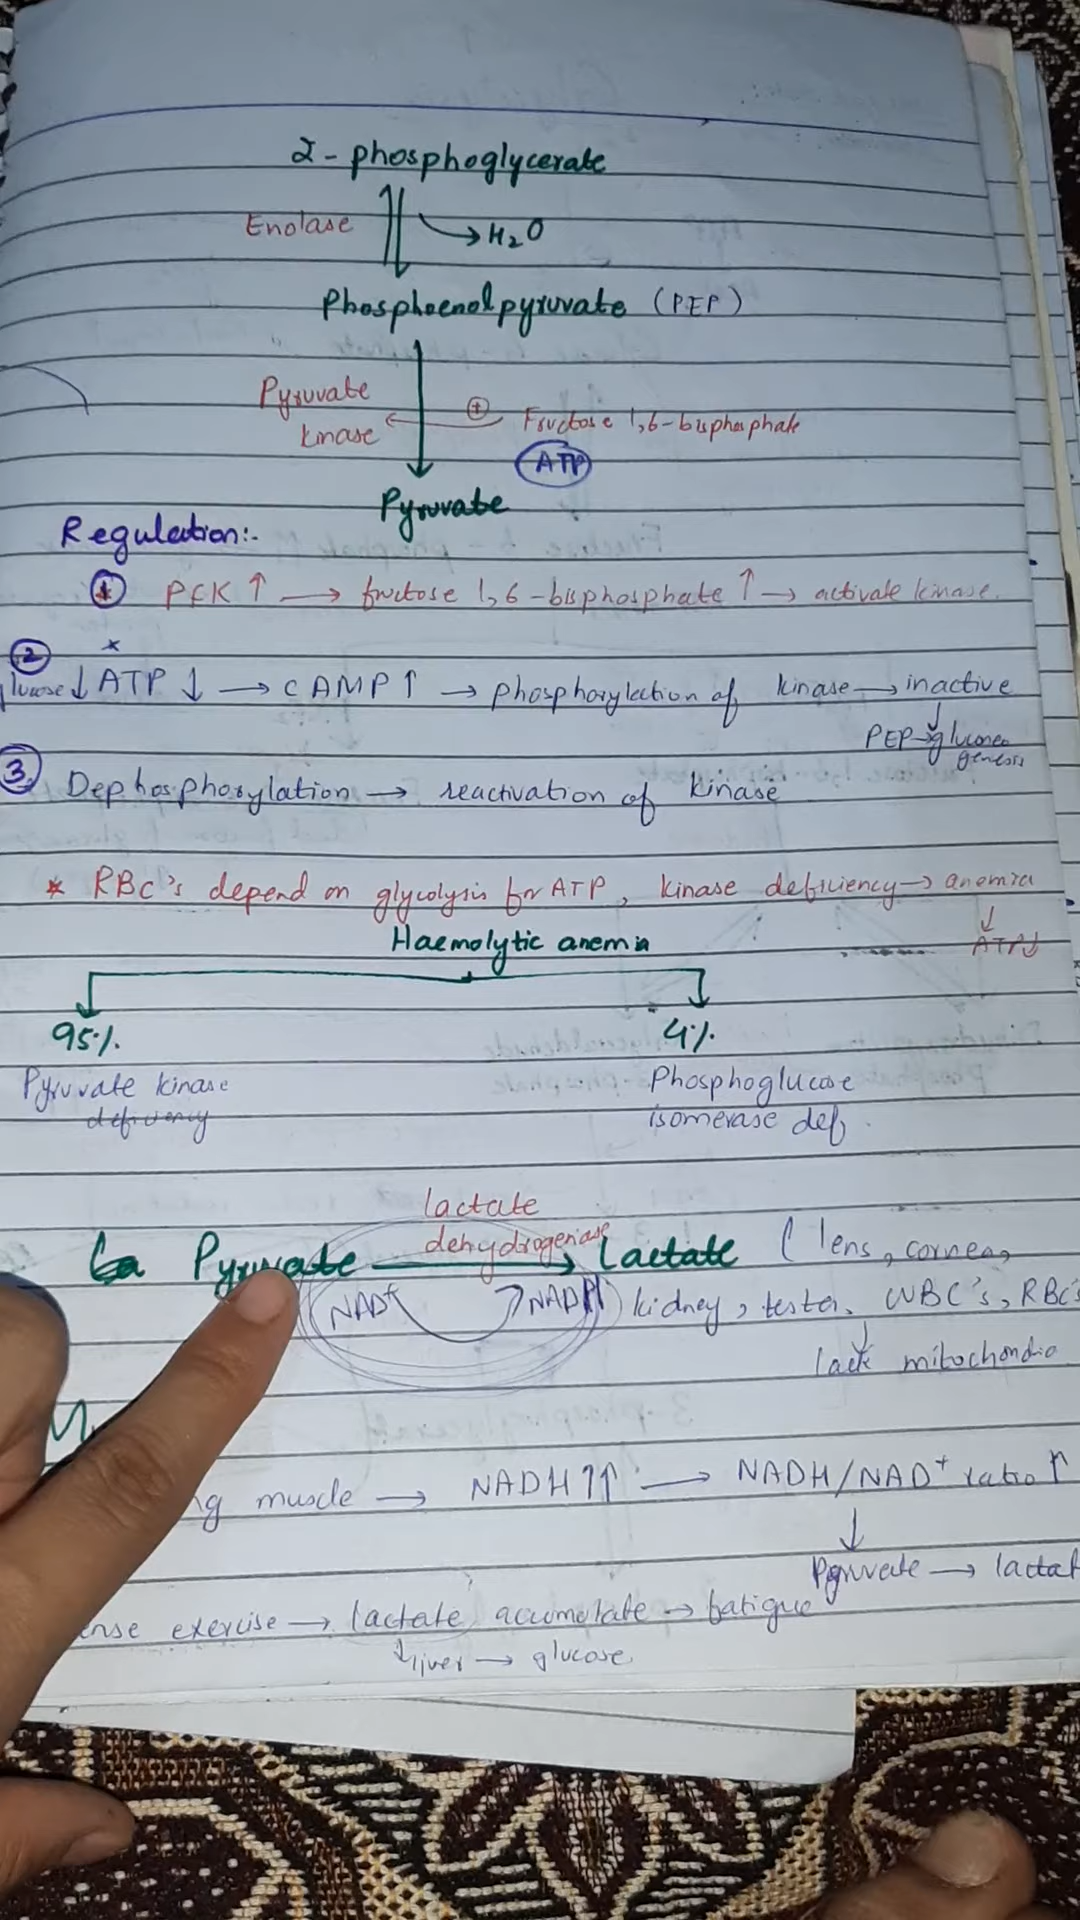 2 - phosphoglycerate
Enolase → H₂O
Phosphoenolpyruvate (PEP)
Pyruvate
kinase ← ⊕ Fructose 1,6-bisphosphate
ATP
Pyruvate
Regulation:-
① PFK ↑ → fructose 1,6-bisphosphate ↑ → activate kinase.
*
② ↓ ATP ↓ → CAMP ↑ → phosphorylation of kinase → inactive
↓
PEP → gluconeo
genesis
3. Dephosphorylation → reactivation of kinase
* RBC's depend on glycolysis for ATP, kinase deficiency → anemia
↓
ATP↓
Haemolytic anemia
95% 4%
Pyruvate kinase Phosphoglucose
deficiency isomerase def.
lactate
dehydrogenase
Pyruvate → Lactate ( lens, cornea,
NAD⁺ NADH kidney, testes, WBC's, RBC's
↓
lack mitochondia
muscle → NADH ↑↑ → NADH/NAD⁺ ratio ↑
↓
Pyruvate → lactat
exercise → lactate accumulate → fatigue
↓ liver → glucose